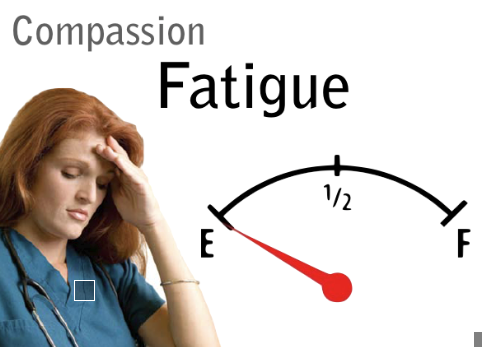 Compassion
Fatigue
1/2
E F